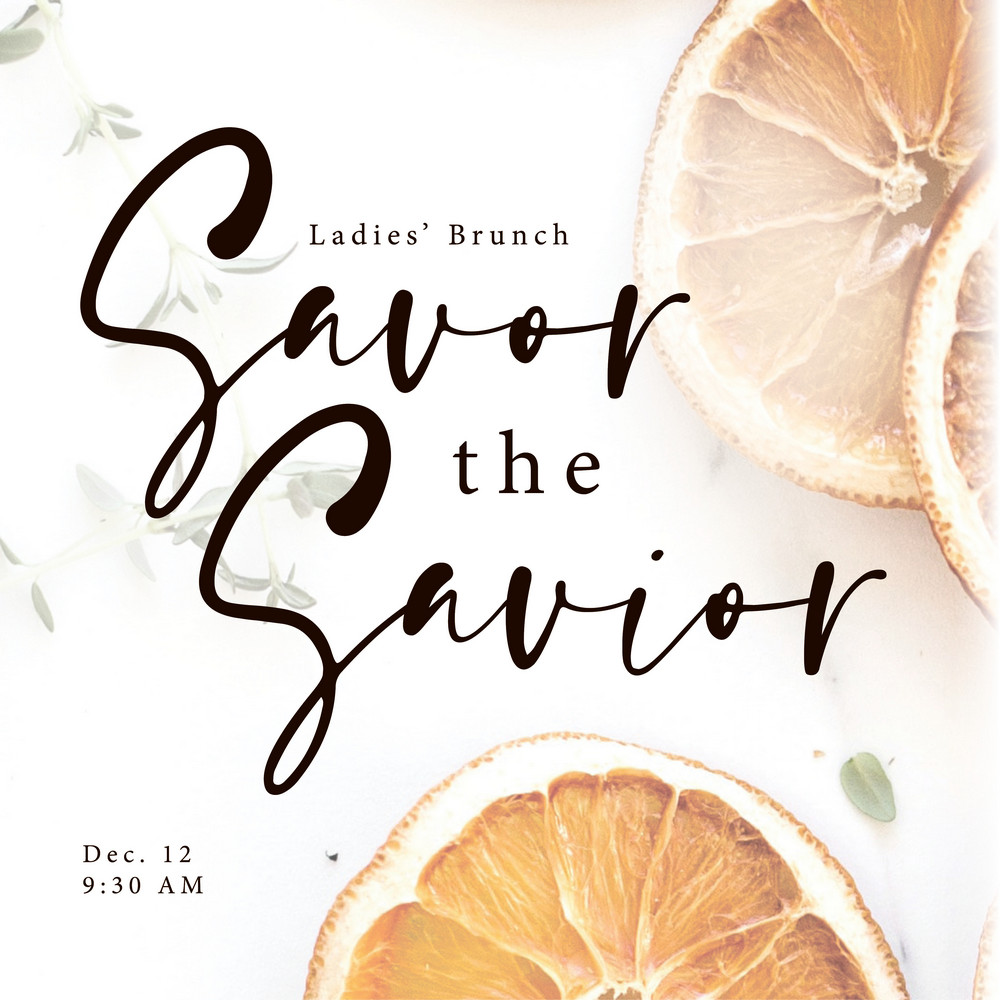 Ladies’ Brunch
Savor
the
Savior
Dec. 12
9:30 AM